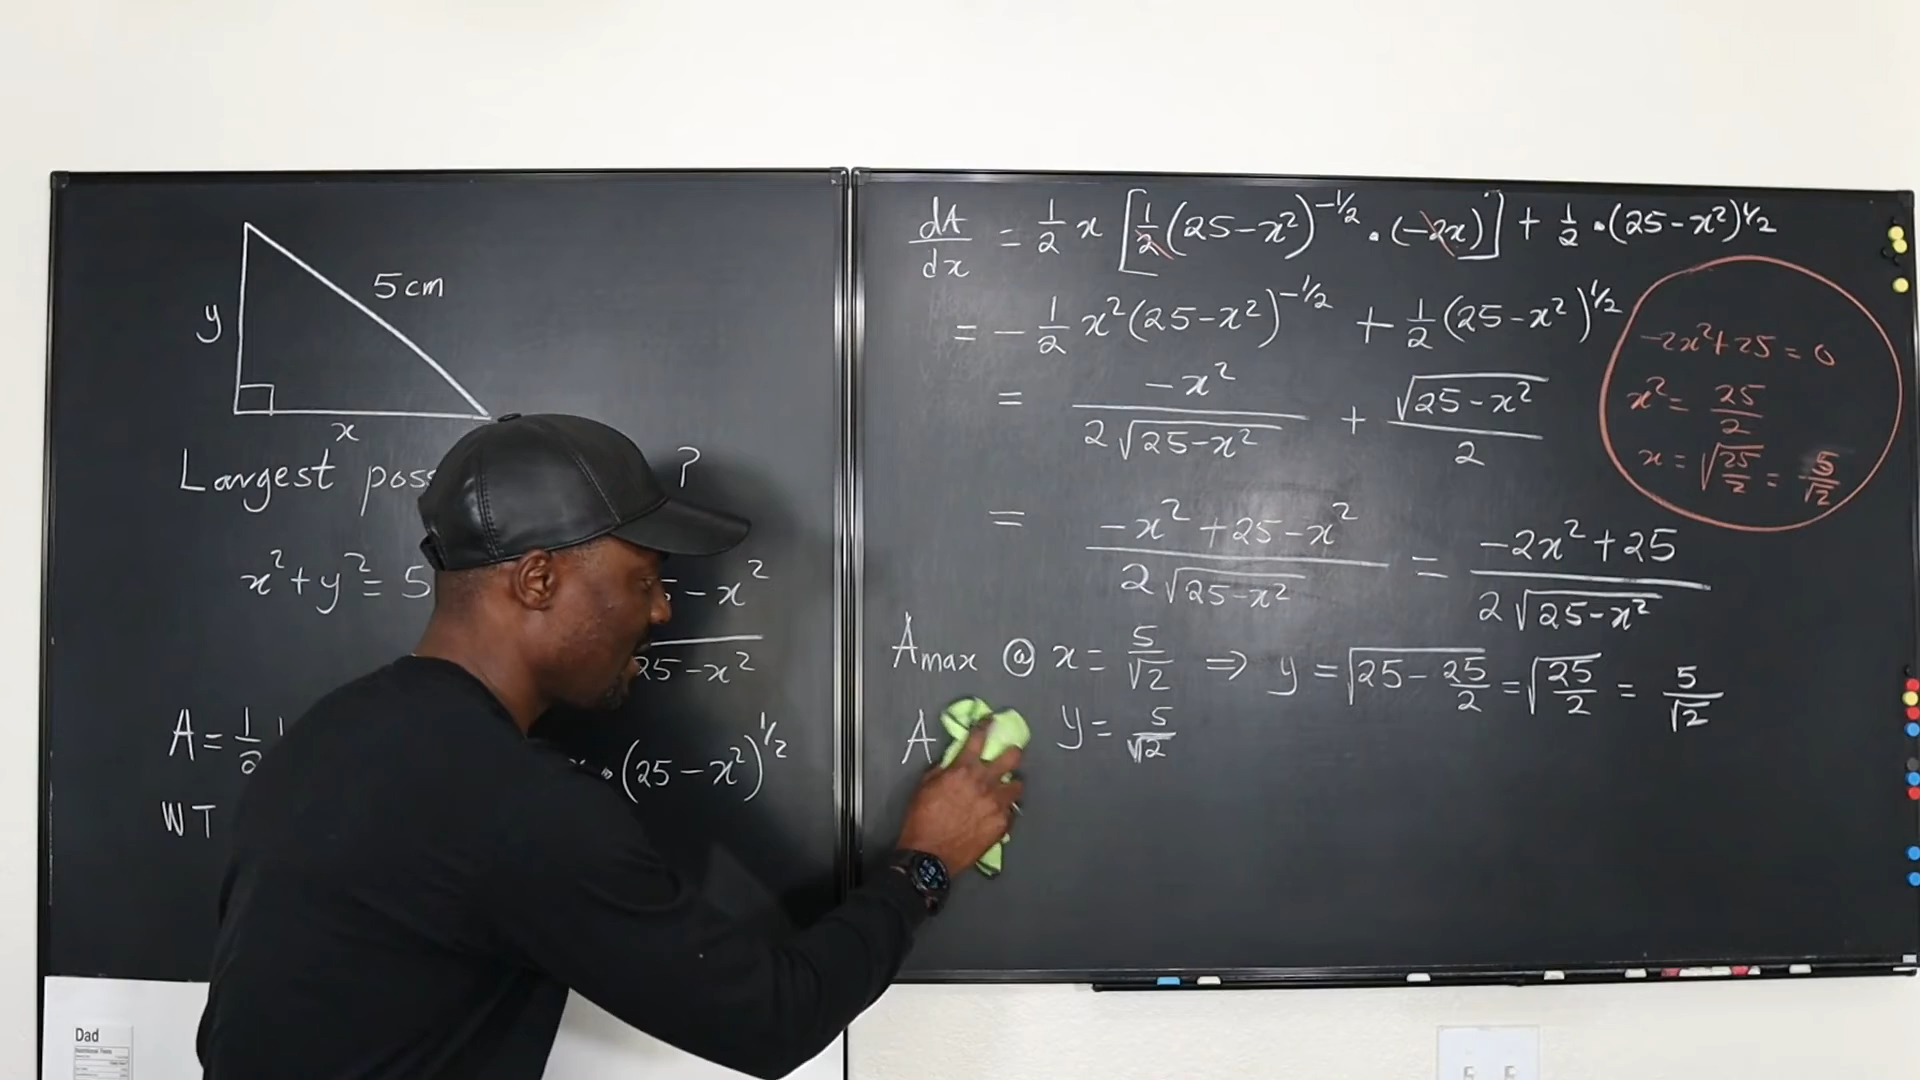 5cm
y
x
Largest poss ?
x² + y² = 5 - x²
25-x²
A = 1/2 · (25-x²)^1/2
WT
dA/dx = 1/2 x [1/2 (25-x²)^-1/2 · (-2x)] + 1/2 · (25-x²)^1/2
= - 1/2 x² (25-x²)^-1/2 + 1/2 (25-x²)^1/2
= -x² / 2√25-x² + √25-x² / 2
= -x² + 25 - x² / 2√25-x² = -2x² + 25 / 2√25-x²
-2x² + 25 = 0
x² = 25/2
x = √25/2 = 5/√2
Amax @ x = 5/√2 ⇒ y = √25 - 25/2 = √25/2 = 5/√2
A y = 5/√2
Dad